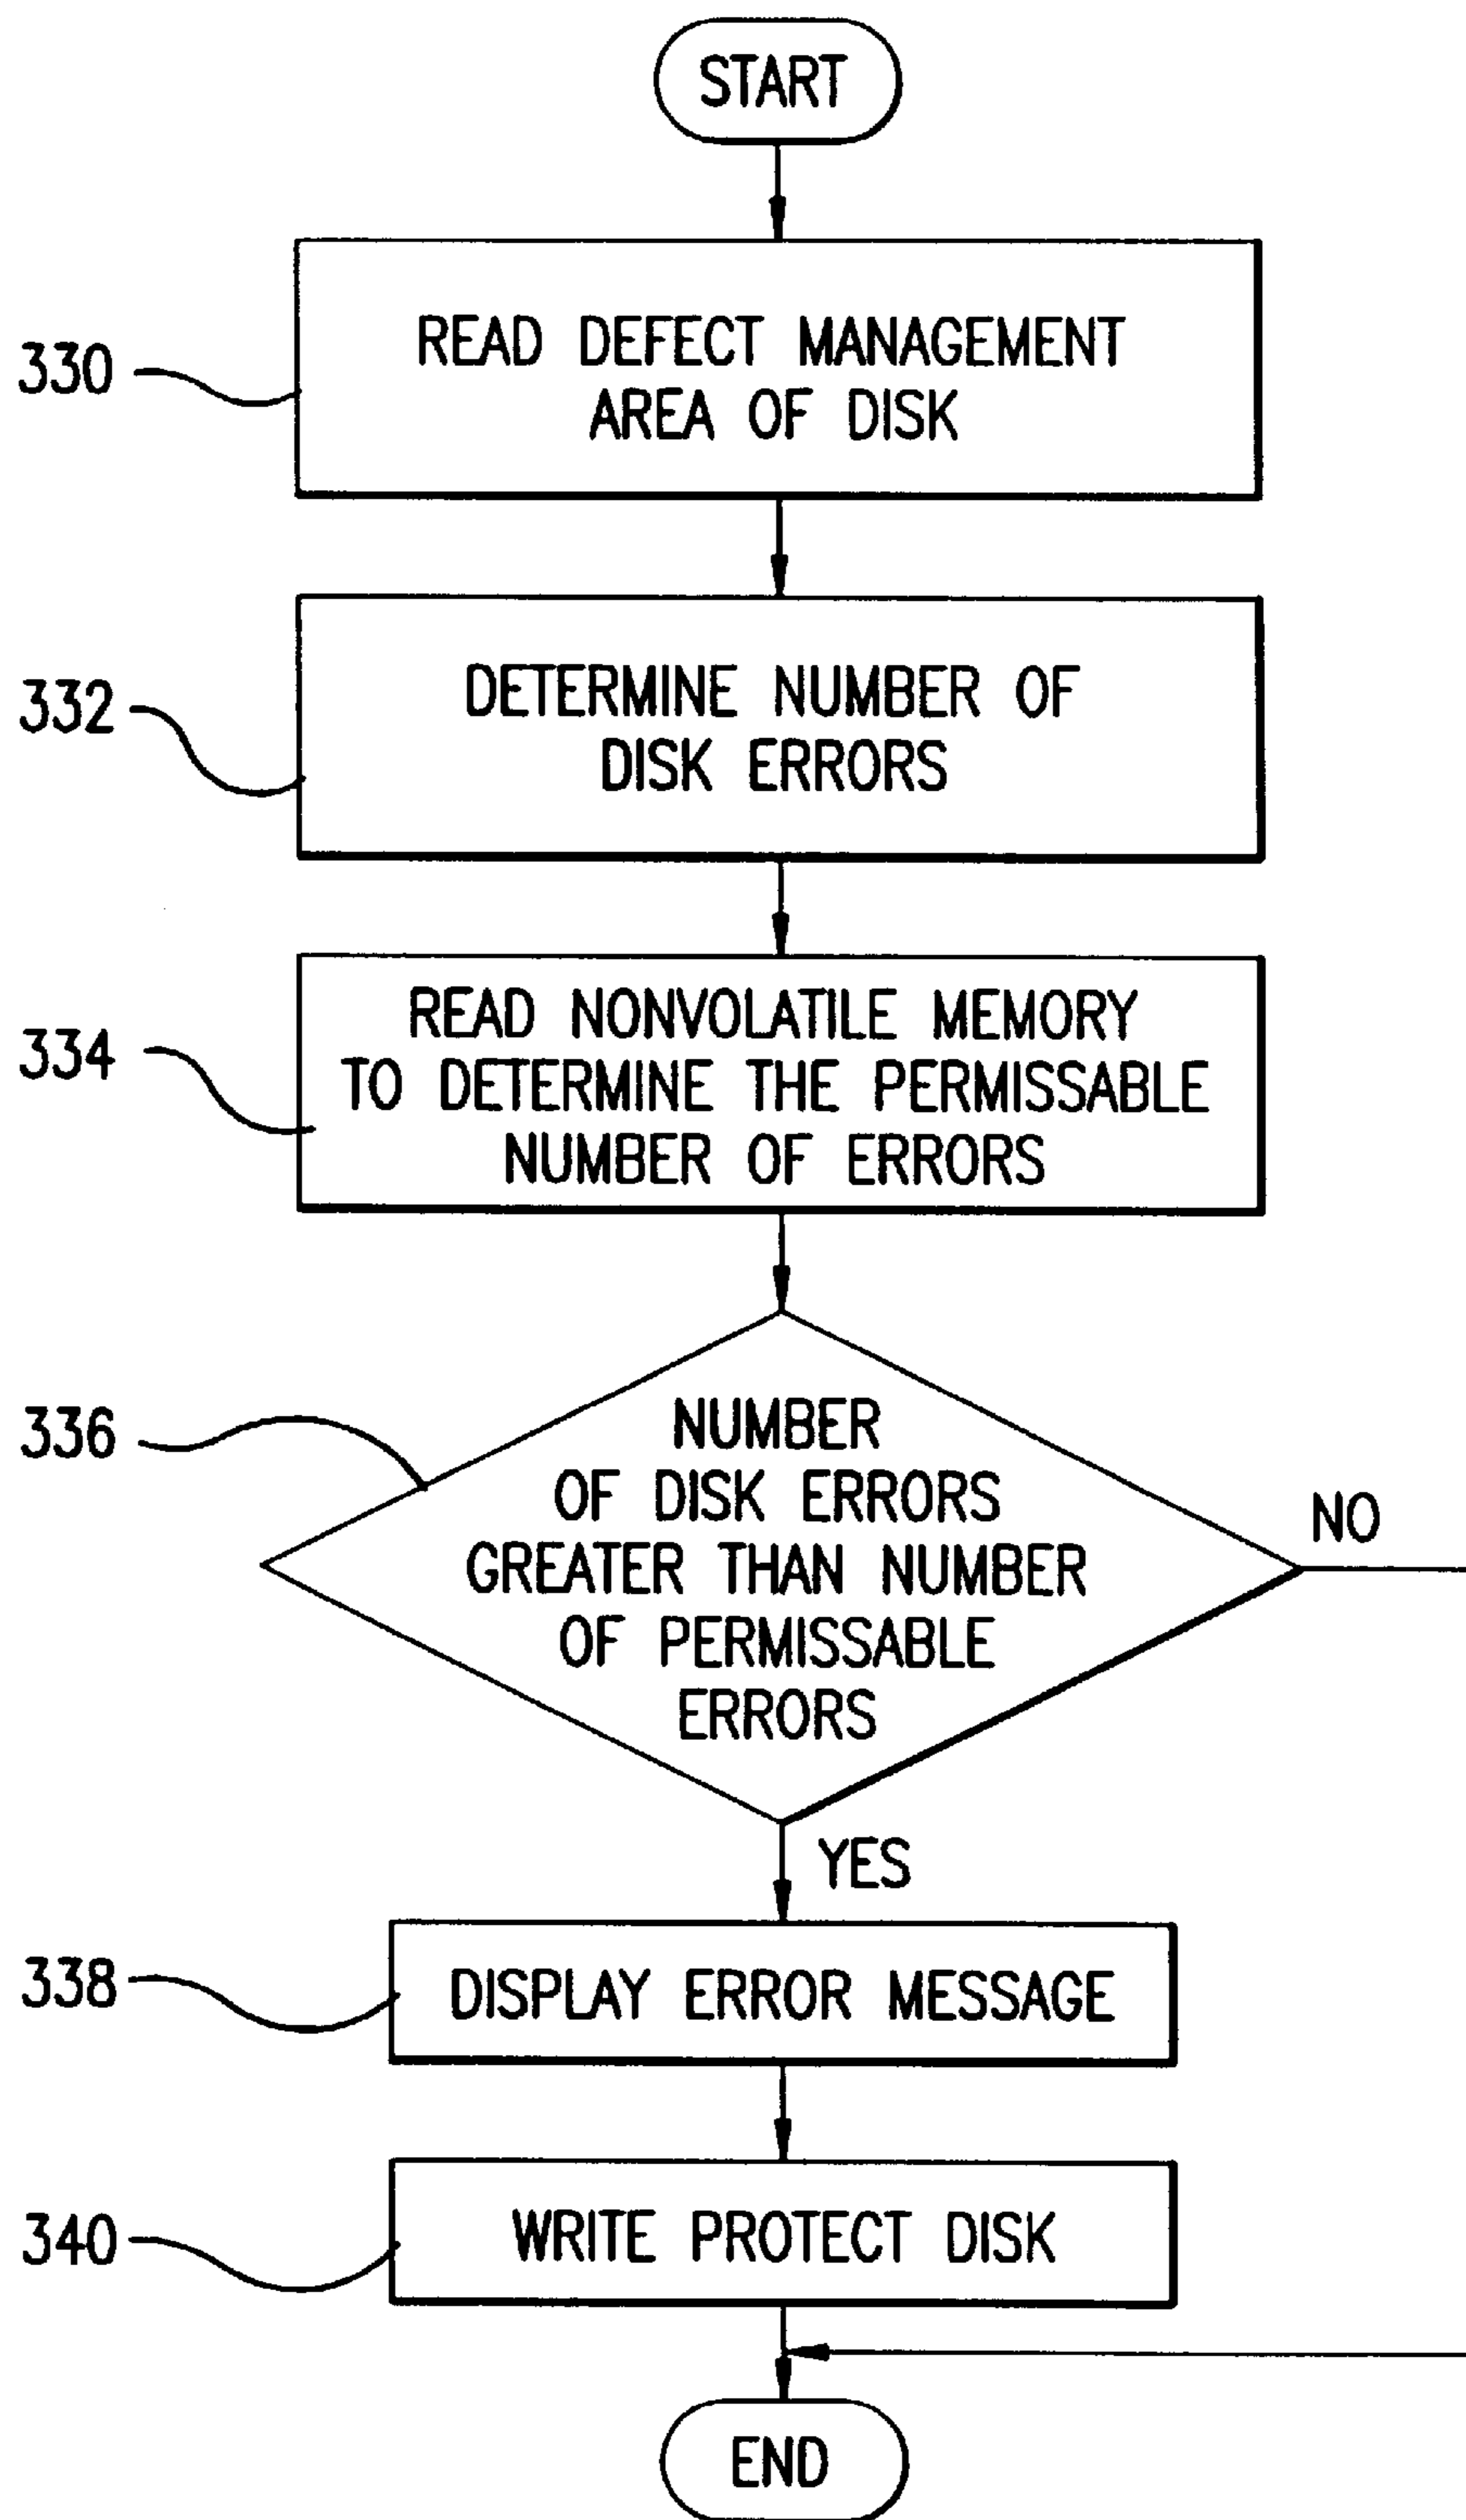 START
330
READ DEFECT MANAGEMENT
AREA OF DISK
332
DETERMINE NUMBER OF
DISK ERRORS
334
READ NONVOLATILE MEMORY
TO DETERMINE THE PERMISSABLE
NUMBER OF ERRORS
336
NUMBER
OF DISK ERRORS
GREATER THAN NUMBER
OF PERMISSABLE
ERRORS
NO
YES
338
DISPLAY ERROR MESSAGE
340
WRITE PROTECT DISK
END